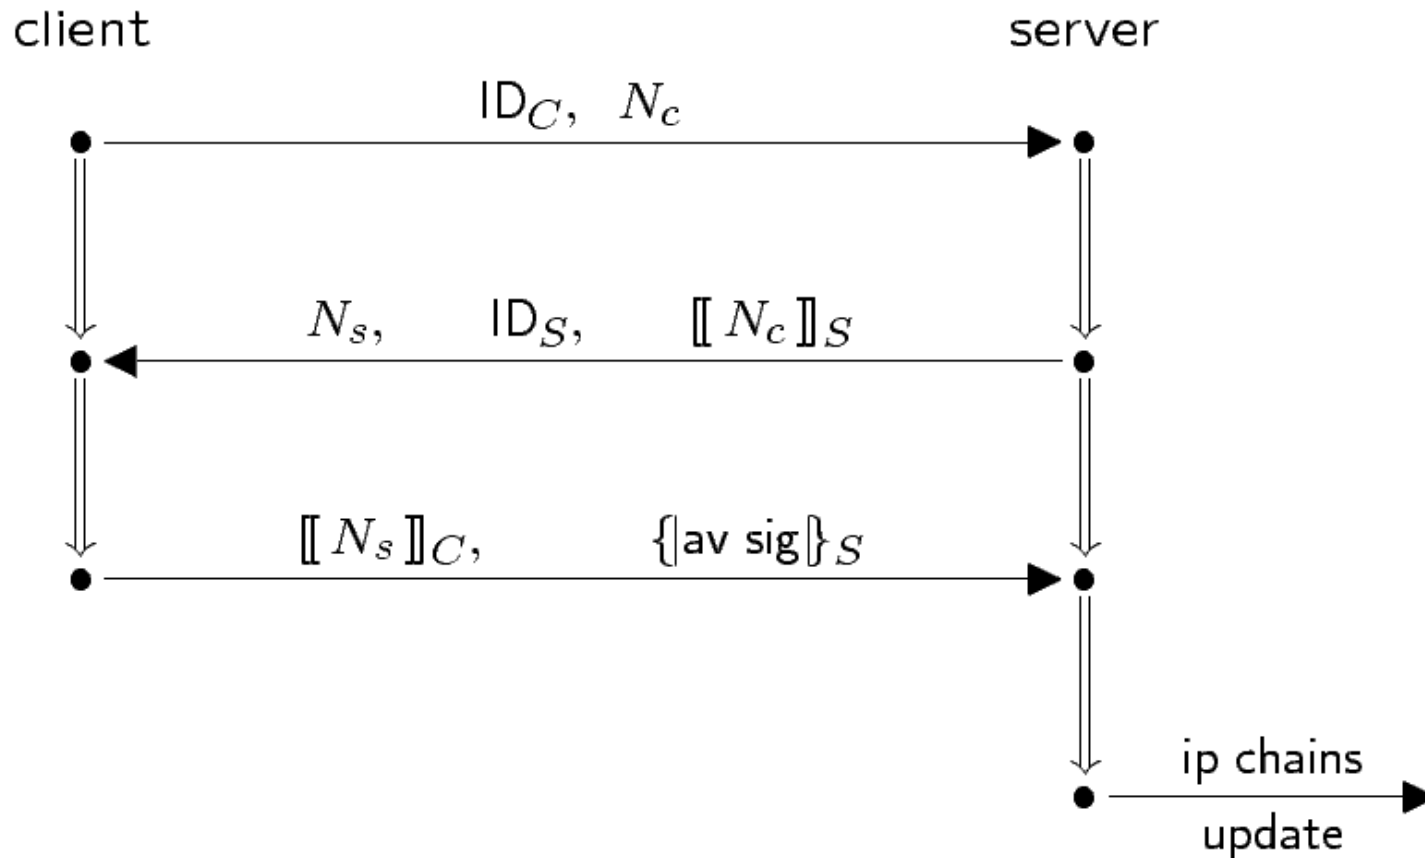 client server
ID_C, N_c
N_s, ID_S, ⟦ N_c ⟧_S
⟦ N_s ⟧_C, {|av sig|}_S
ip chains
update